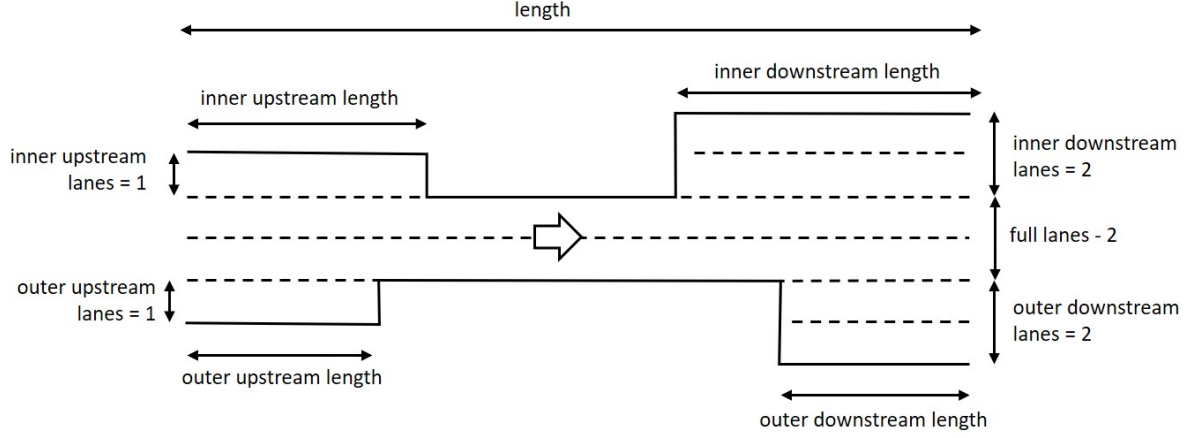 length
inner downstream length
inner upstream length
inner upstream
lanes = 1
inner downstream
lanes = 2
full lanes - 2
outer upstream
lanes = 1
outer downstream
lanes = 2
outer upstream length
outer downstream length